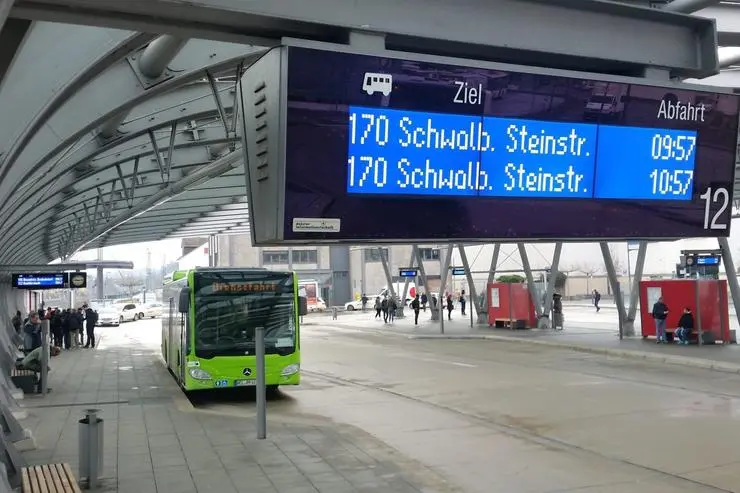 Ziel Abfahrt
170 Schwalb. Steinstr. 09:57
170 Schwalb. Steinstr. 10:57
12
Dienstfahrt